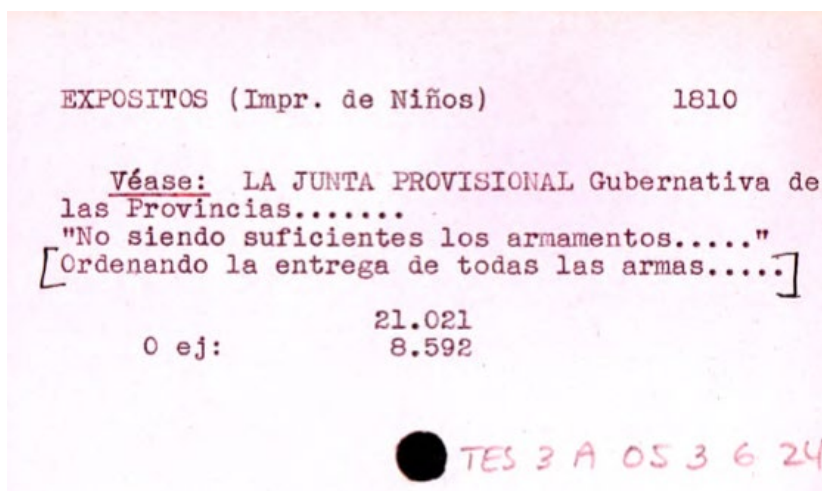 EXPOSITOS (Impr. de Niños) 1810
Véase: LA JUNTA PROVISIONAL Gubernativa de
las Provincias.......
"No siendo suficientes los armamentos....."
[Ordenando la entrega de todas las armas.....]
21.021
O ej: 8.592
TES 3 A 05 3 6 24